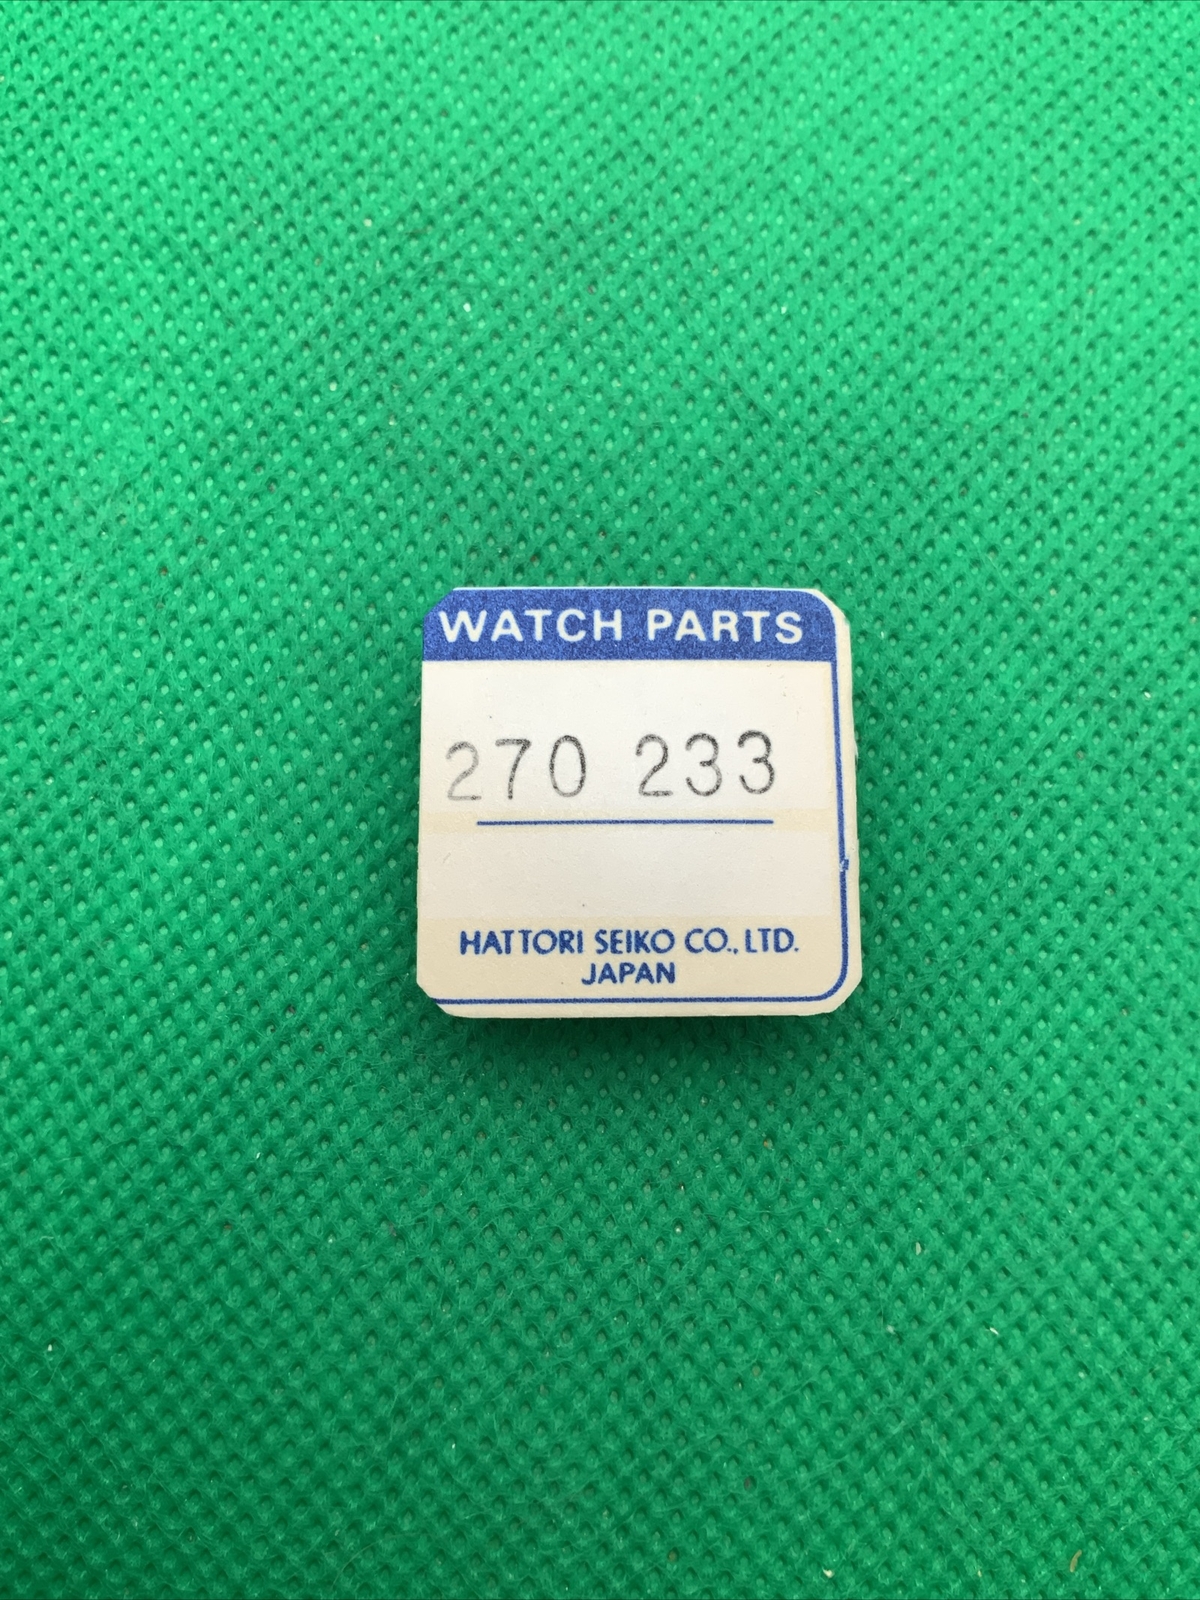 WATCH PARTS
270 233
HATTORI SEIKO CO., LTD.
JAPAN